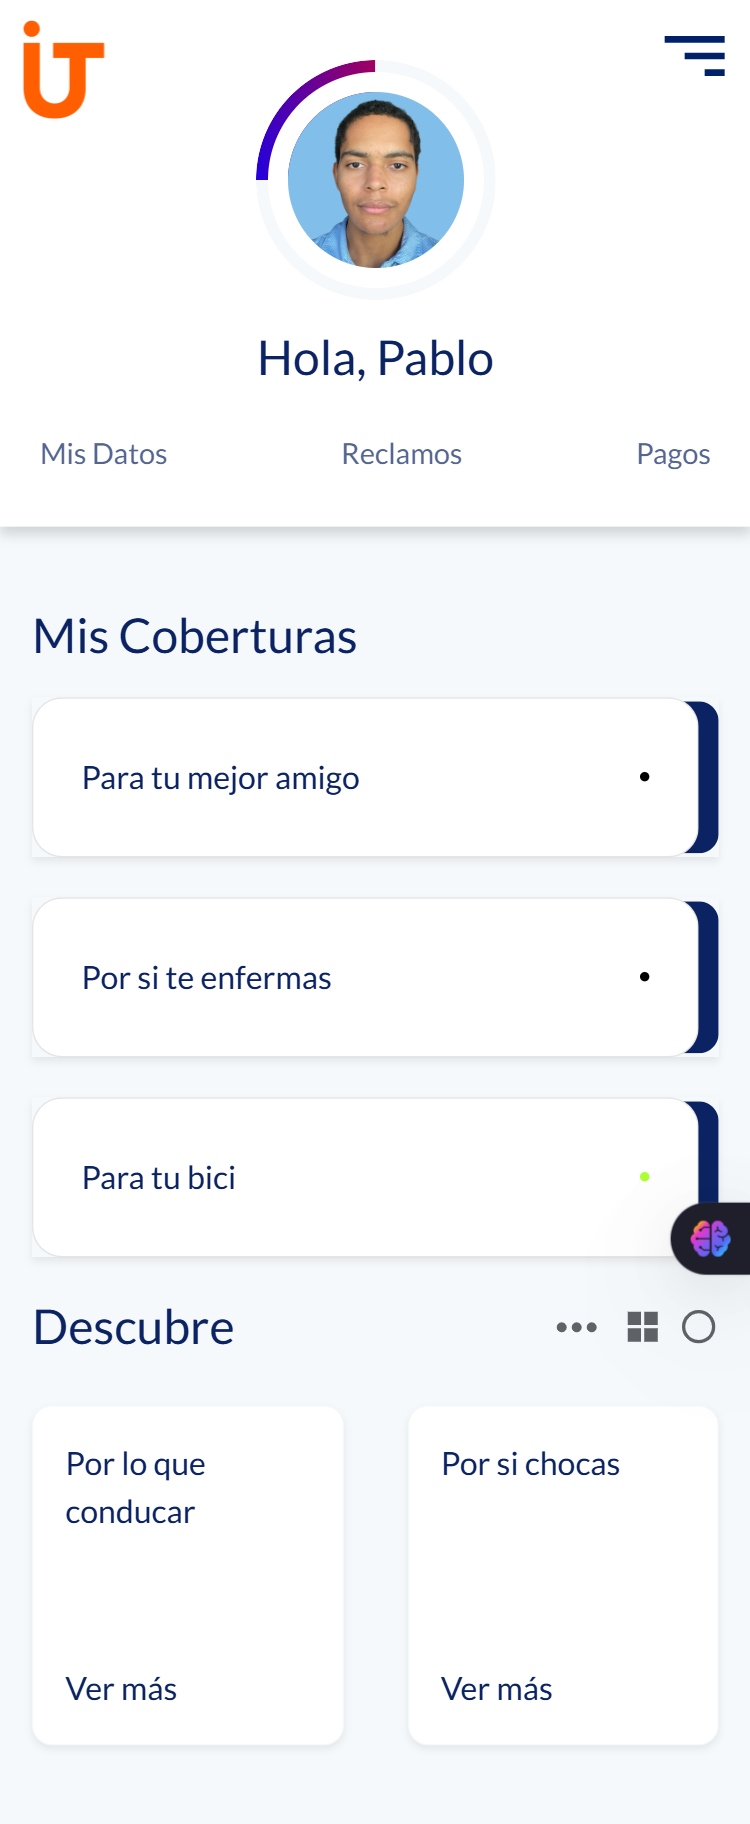 iT
Hola, Pablo
Mis Datos
Reclamos
Pagos
Mis Coberturas
Para tu mejor amigo
Por si te enfermas
Para tu bici
Descubre
Por lo que
conducar
Ver más
Por si chocas
Ver más